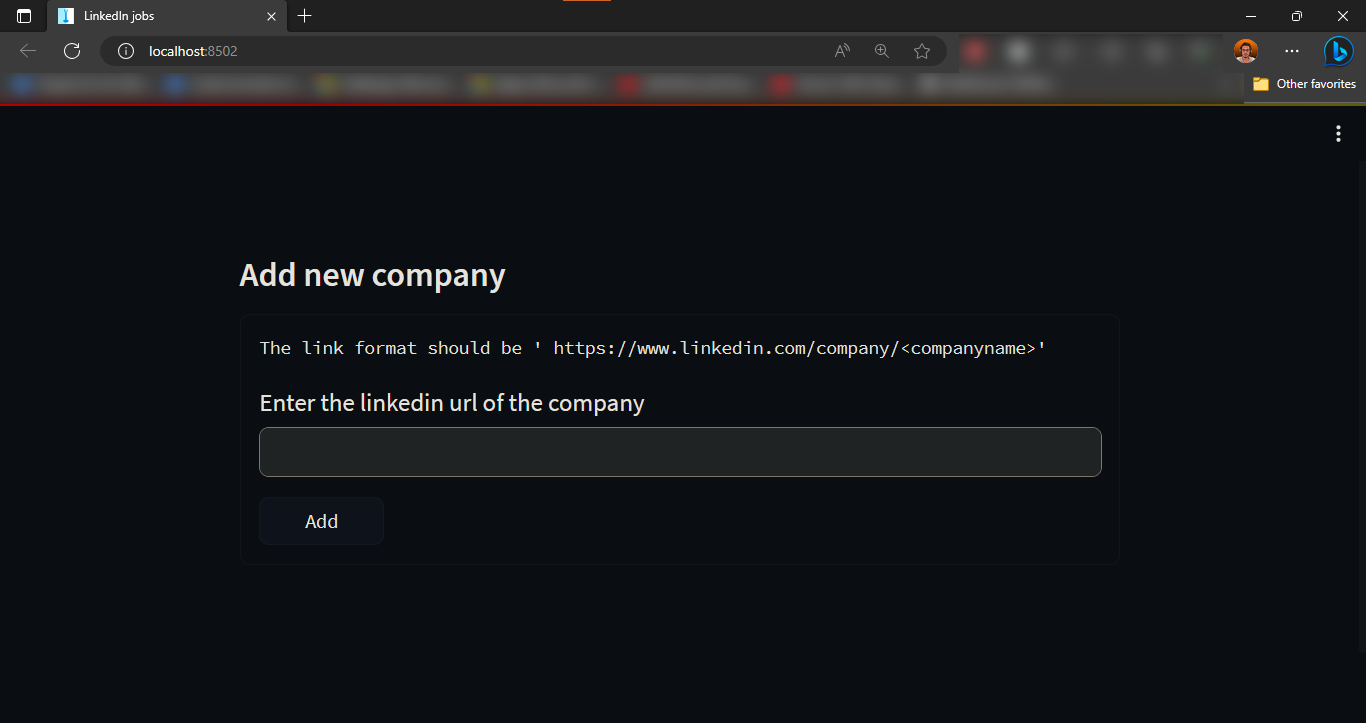 LinkedIn jobs
localhost:8502
Other favorites
Add new company
The link format should be ' https://www.linkedin.com/company/<companyname>'
Enter the linkedin url of the company
Add